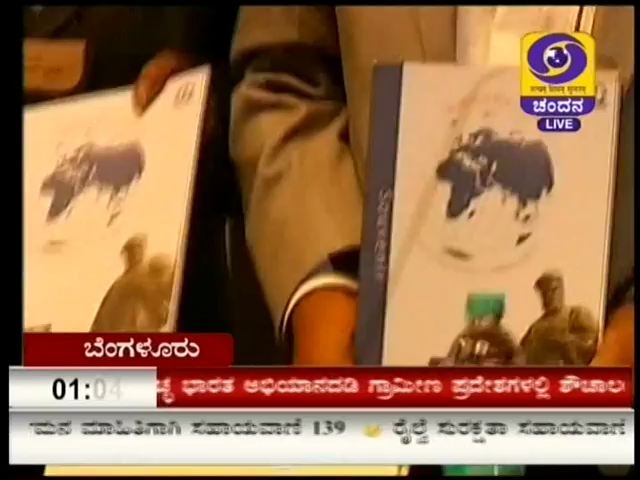 ಚಂದನ
LIVE
ಬೆಂಗಳೂರು
01:04
ಭಾರತ ಅಭಿಯಾನದಡಿ ಗ್ರಾಮೀಣ ಪ್ರದೇಶಗಳಲ್ಲಿ
ಮಾಹಿತಿಗಾಗಿ ಸಹಾಯವಾಣಿ 139 ರೈಲ್ವೆ ಸುರಕ್ಷತಾ ಸಹಾಯವಾಣಿ